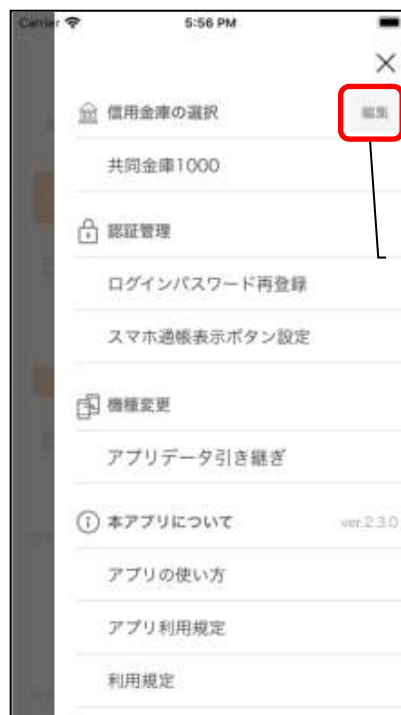 Carrier 5:56 PM
信用金庫の選択 編集
共同金庫1000
認証管理
ログインパスワード再登録
スマホ通帳表示ボタン設定
機種変更
アプリデータ引き継ぎ
本アプリについて ver.2.3.0
アプリの使い方
アプリ利用規定
利用規定